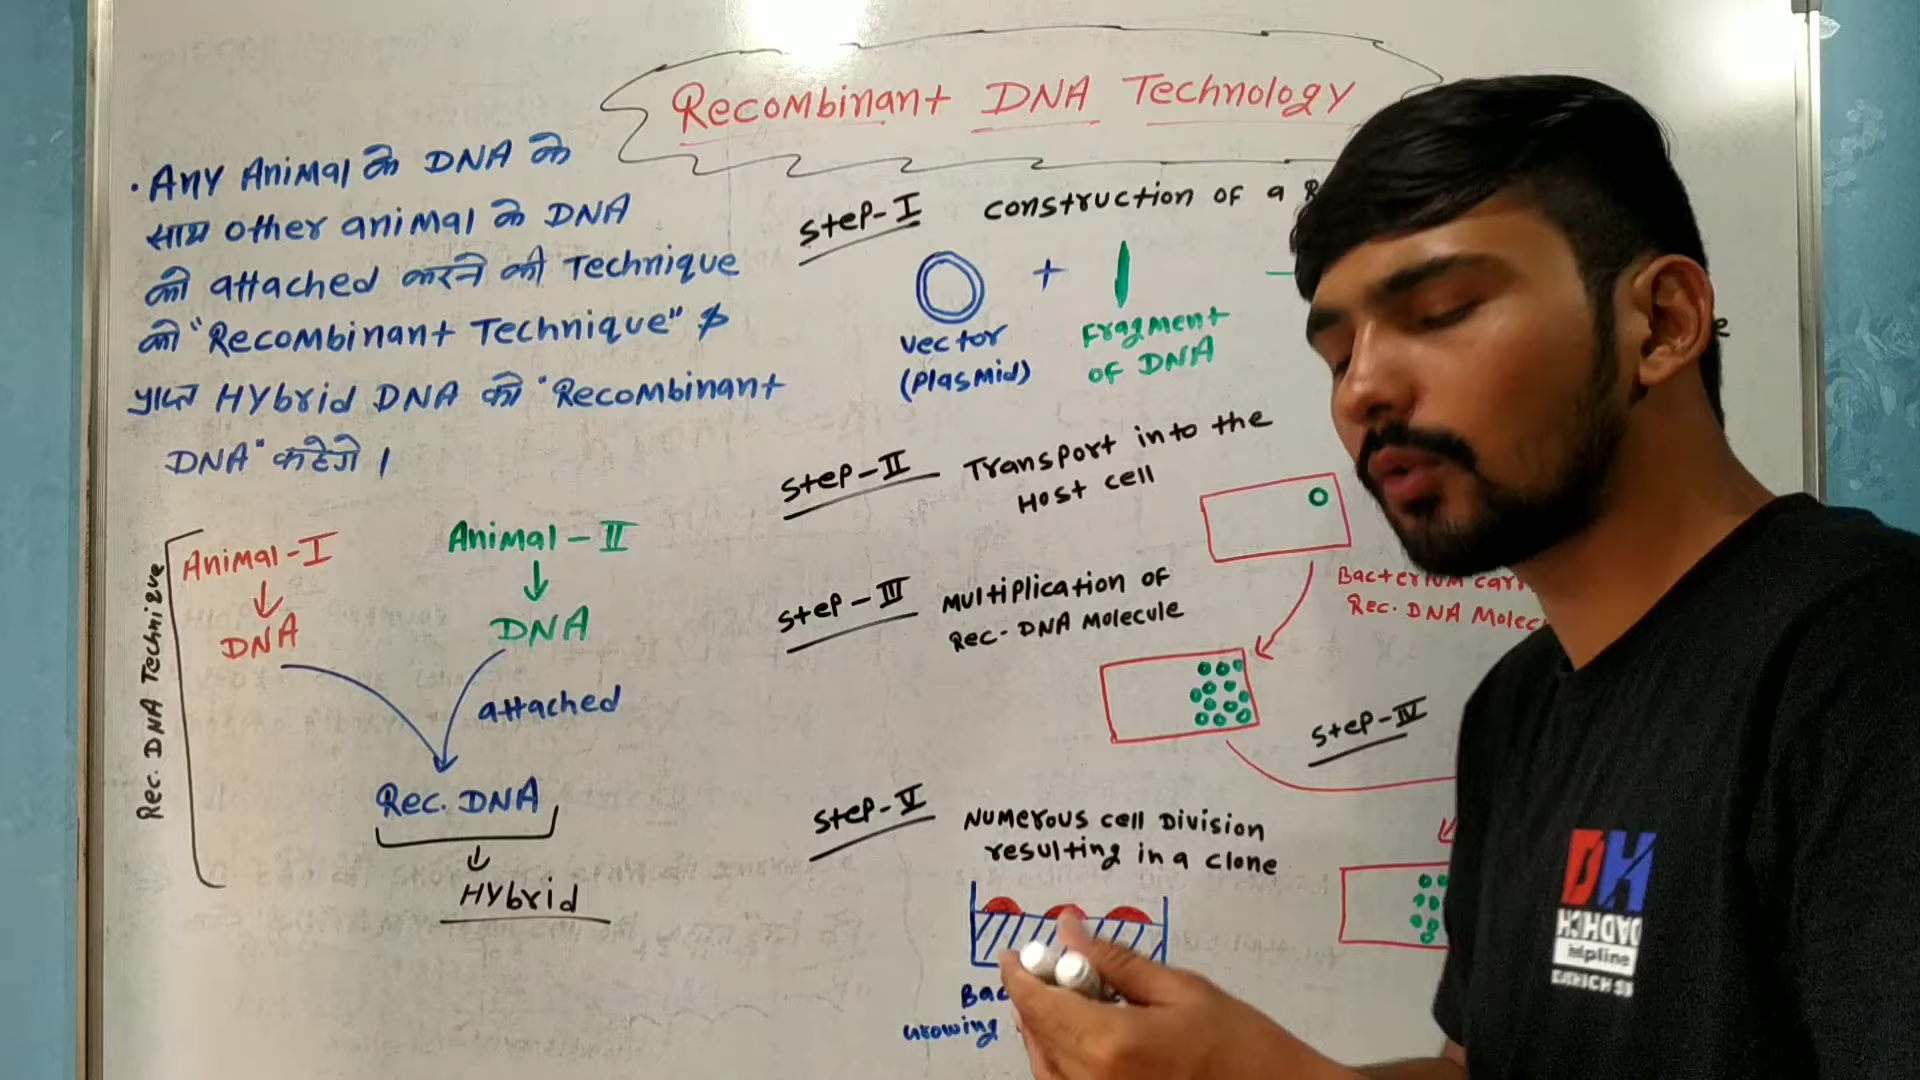 Recombinant DNA Technology
• Any Animal के DNA के
साथ other animal के DNA
को attached करने की Technique
को "Recombinant Technique" &
प्राप्त Hybrid DNA को "Recombinant
DNA" कहेंगे।
Rec. DNA Technique
Animal-I
DNA
Animal-II
DNA
attached
Rec. DNA
Hybrid
Step-I construction of a
Vector
(Plasmid)
+
Fragment
of DNA
Step-II Transport into the
Host cell
Step-III Multiplication of
Rec-DNA Molecule
Bacterium
Rec. DNA
Step-IV
Step-V Numerous cell Division
resulting in a clone
Growing
DH